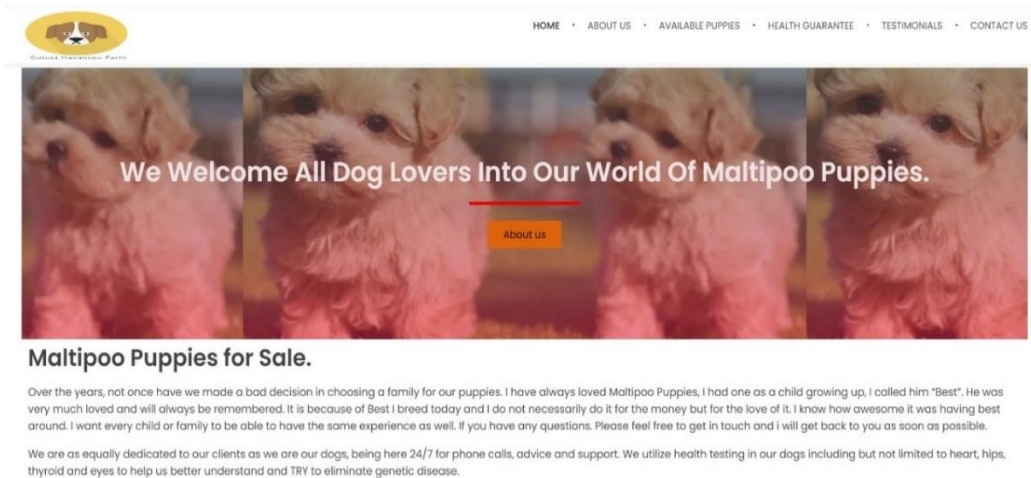 HOME • ABOUT US • AVAILABLE PUPPIES • HEALTH GUARANTEE • TESTIMONIALS • CONTACT US
We Welcome All Dog Lovers Into Our World Of Maltipoo Puppies.
About us
Maltipoo Puppies for Sale.
Over the years, not once have we made a bad decision in choosing a family for our puppies. I have always loved Maltipoo Puppies, I had one as a child growing up, I called him “Best”. He was
very much loved and will always be remembered. It is because of Best I breed today and I do not necessarily do it for the money but for the love of it. I know how awesome it was having best
around. I want every child or family to be able to have the same experience as well. If you have any questions. Please feel free to get in touch and i will get back to you as soon as possible.
We are as equally dedicated to our clients as we are our dogs, being here 24/7 for phone calls, advice and support. We utilize health testing in our dogs including but not limited to heart, hips,
thyroid and eyes to help us better understand and TRY to eliminate genetic disease.